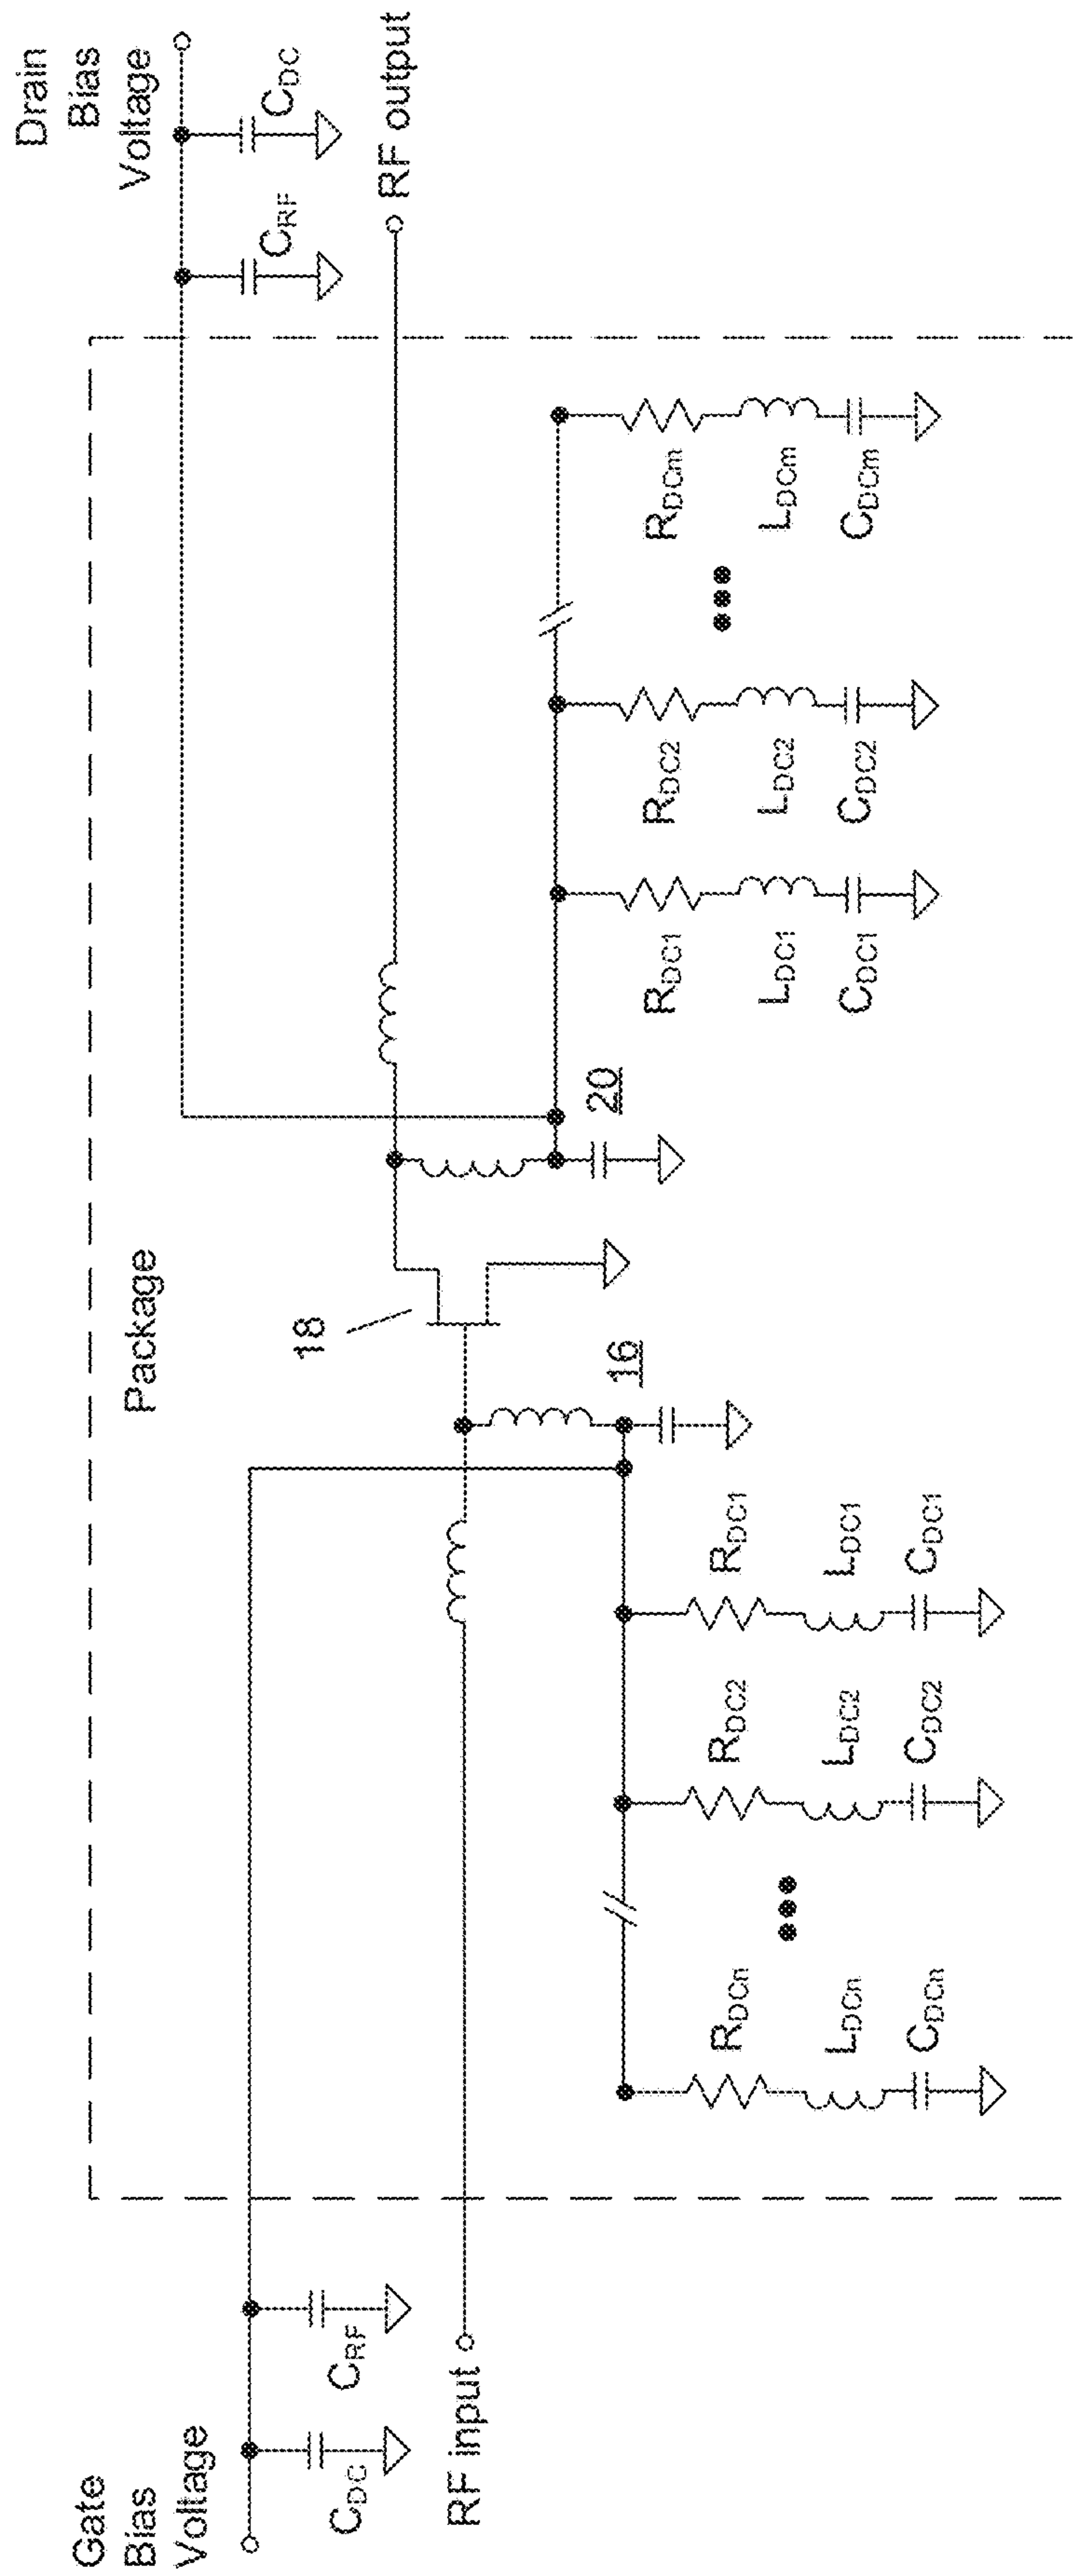 Drain
Bias
Voltage
C_DC
C_RF
RF output
Package
18
20
16
R_DC1
L_DC1
C_DC1
R_DC2
L_DC2
C_DC2
R_DCm
L_DCm
C_DCm
R_DC1
L_DC1
C_DC1
R_DC2
L_DC2
C_DC2
R_DCn
L_DCn
C_DCn
Gate
Bias
Voltage
C_DC
C_RF
RF input